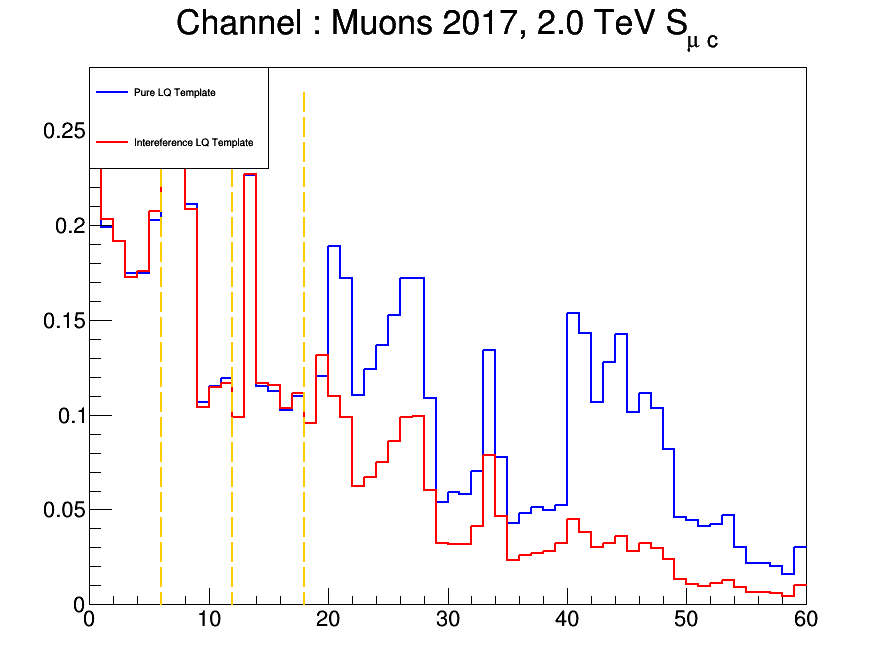 Channel : Muons 2017, 2.0 TeV S μ c
Pure LQ Template
Intereference LQ Template
0.25
0.2
0.15
0.1
0.05
0
0 10 20 30 40 50 60